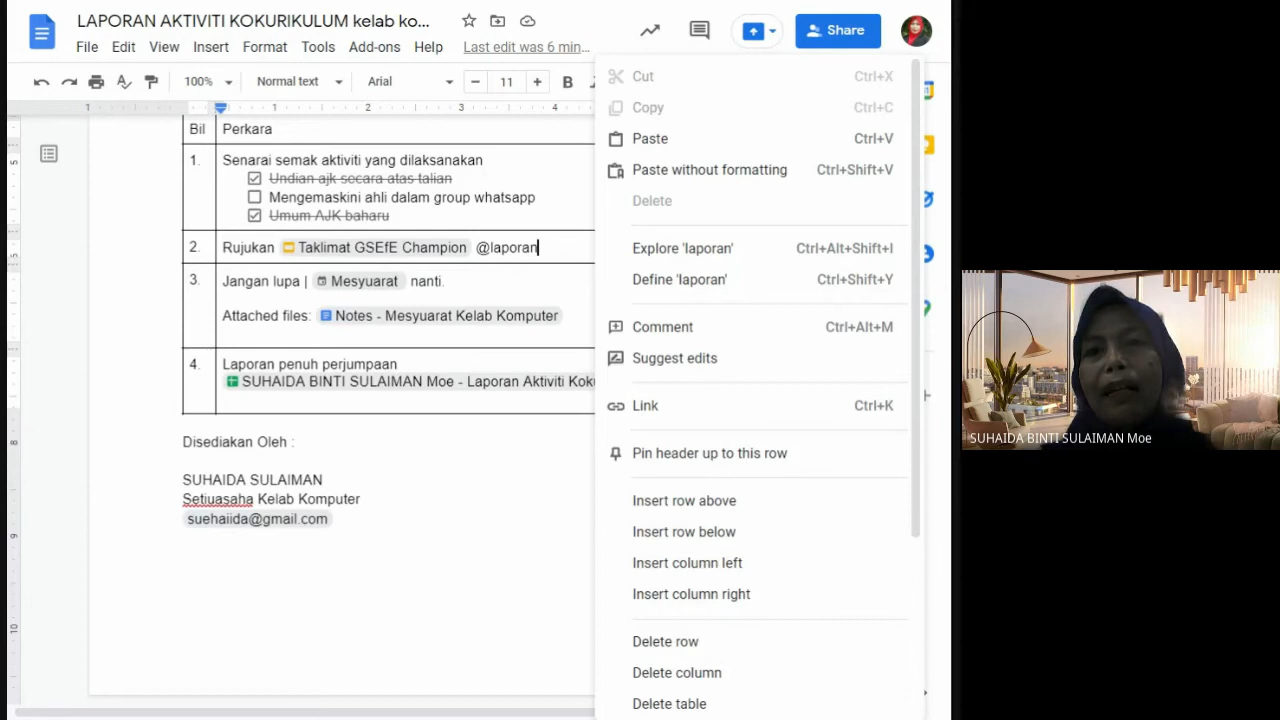 LAPORAN AKTIVITI KOKURIKULUM kelab ko...
File Edit View Insert Format Tools Add-ons Help Last edit was 6 min...
Share
100% Normal text Arial 11 B
1 1 2 3 4
Bil Perkara
1. Senarai semak aktiviti yang dilaksanakan
Undian ajk secara atas talian
Mengemaskini ahli dalam group whatsapp
Umum AJK baharu
2. Rujukan Taklimat GSEfE Champion @laporan
3. Jangan lupa | Mesyuarat nanti.
Attached files: Notes - Mesyuarat Kelab Komputer
4. Laporan penuh perjumpaan
SUHAIDA BINTI SULAIMAN Moe - Laporan Aktiviti Koku
Disediakan Oleh :
SUHAIDA SULAIMAN
Setiuasaha Kelab Komputer
suehaiida@gmail.com
Cut Ctrl+X
Copy Ctrl+C
Paste Ctrl+V
Paste without formatting Ctrl+Shift+V
Delete
Explore 'laporan' Ctrl+Alt+Shift+I
Define 'laporan' Ctrl+Shift+Y
Comment Ctrl+Alt+M
Suggest edits
Link Ctrl+K
Pin header up to this row
Insert row above
Insert row below
Insert column left
Insert column right
Delete row
Delete column
Delete table
SUHAIDA BINTI SULAIMAN Moe